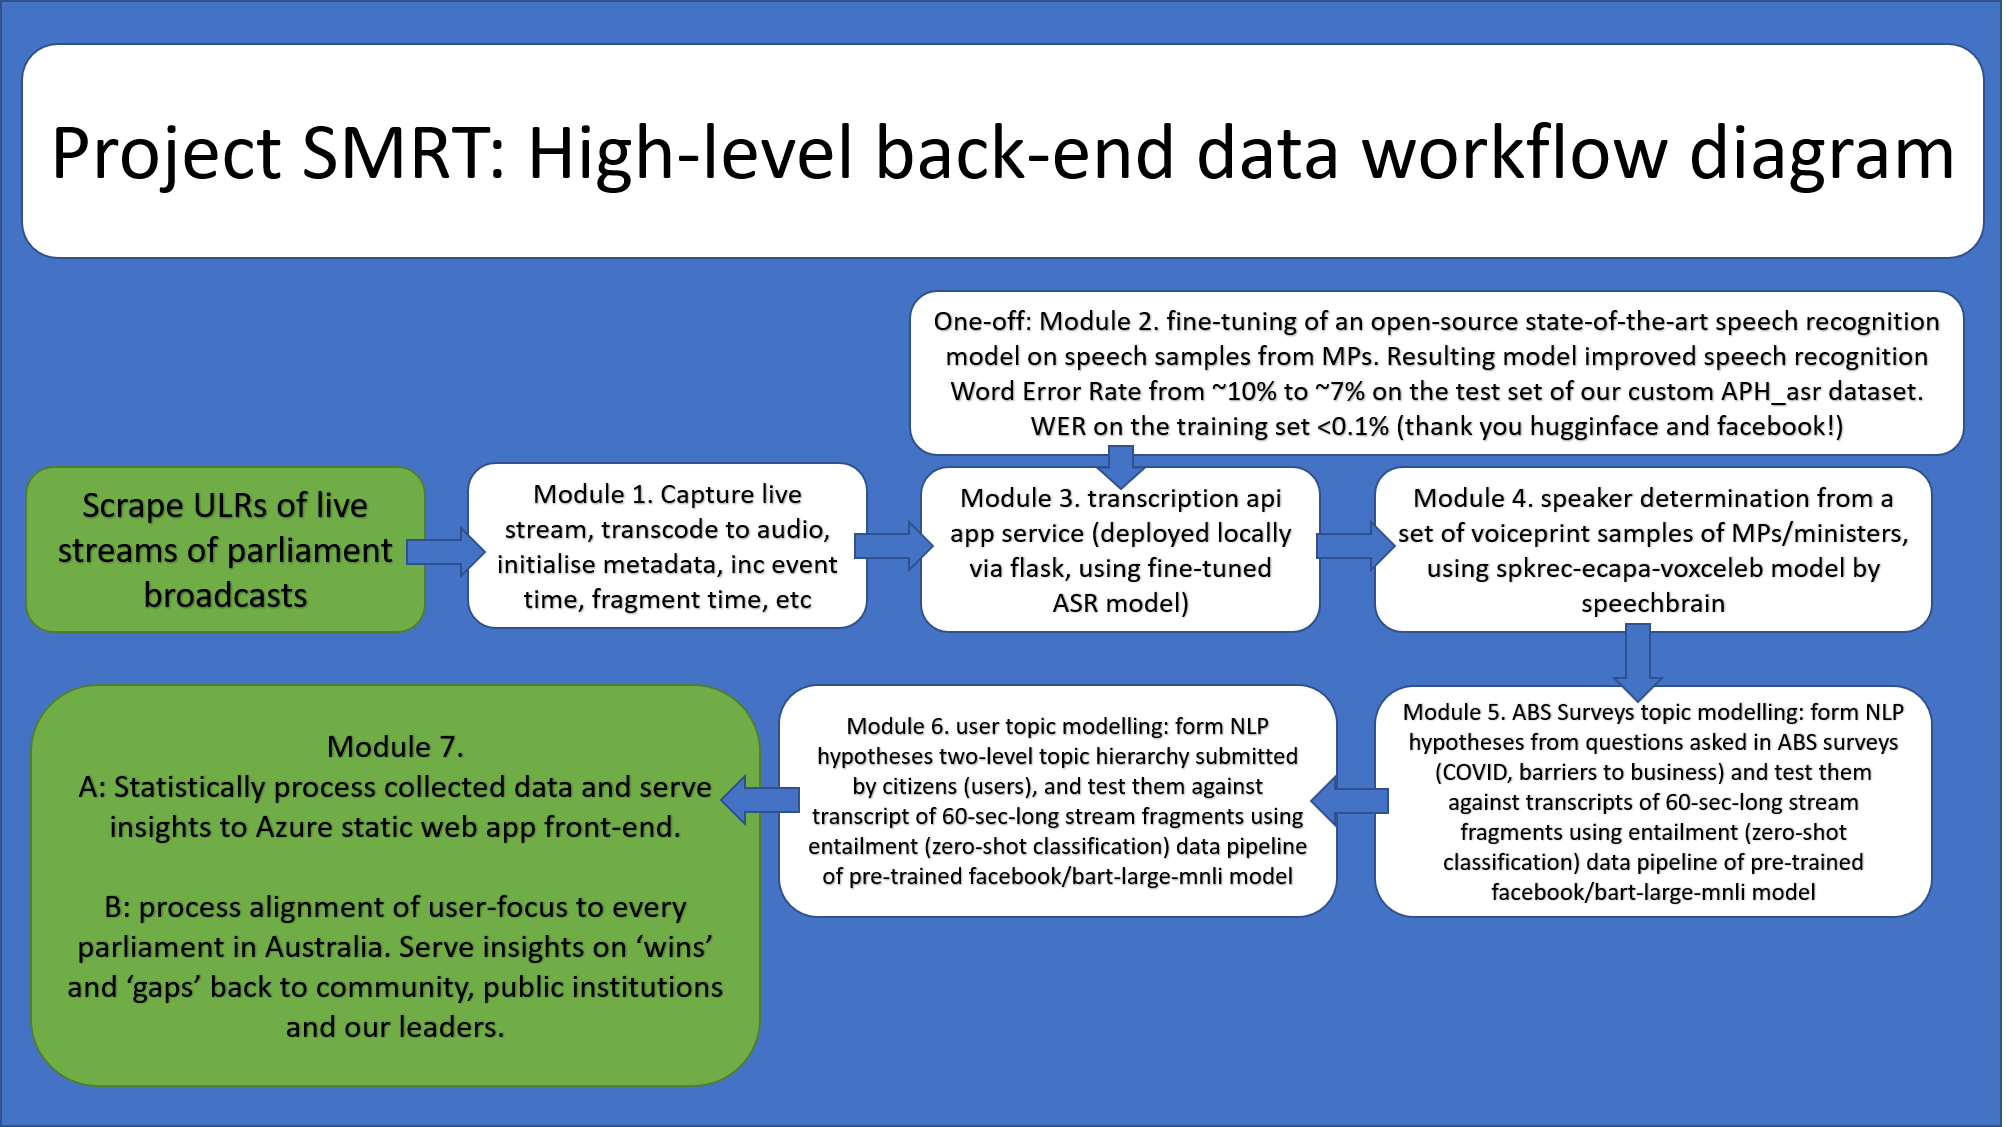 Project SMRT: High-level back-end data workflow diagram
One-off: Module 2. fine-tuning of an open-source state-of-the-art speech recognition
model on speech samples from MPs. Resulting model improved speech recognition
Word Error Rate from ~10% to ~7% on the test set of our custom APH_asr dataset.
WER on the training set <0.1% (thank you hugginface and facebook!)
Scrape ULRs of live
streams of parliament
broadcasts
Module 1. Capture live
stream, transcode to audio,
initialise metadata, inc event
time, fragment time, etc
Module 3. transcription api
app service (deployed locally
via flask, using fine-tuned
ASR model)
Module 4. speaker determination from a
set of voiceprint samples of MPs/ministers,
using spkrec-ecapa-voxceleb model by
speechbrain
Module 5. ABS Surveys topic modelling: form NLP
hypotheses from questions asked in ABS surveys
(COVID, barriers to business) and test them
against transcripts of 60-sec-long stream
fragments using entailment (zero-shot
classification) data pipeline of pre-trained
facebook/bart-large-mnli model
Module 6. user topic modelling: form NLP
hypotheses two-level topic hierarchy submitted
by citizens (users), and test them against
transcript of 60-sec-long stream fragments using
entailment (zero-shot classification) data pipeline
of pre-trained facebook/bart-large-mnli model
Module 7.
A: Statistically process collected data and serve
insights to Azure static web app front-end.
B: process alignment of user-focus to every
parliament in Australia. Serve insights on ‘wins’
and ‘gaps’ back to community, public institutions
and our leaders.